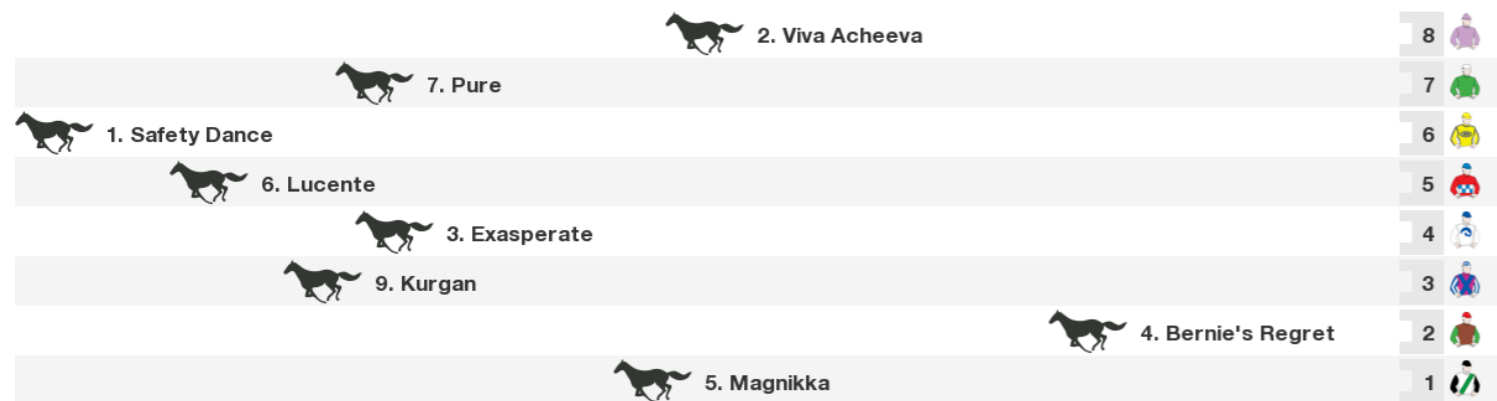 2. Viva Acheeva 8
7. Pure 7
1. Safety Dance 6
6. Lucente 5
3. Exasperate 4
9. Kurgan 3
4. Bernie's Regret 2
5. Magnikka 1